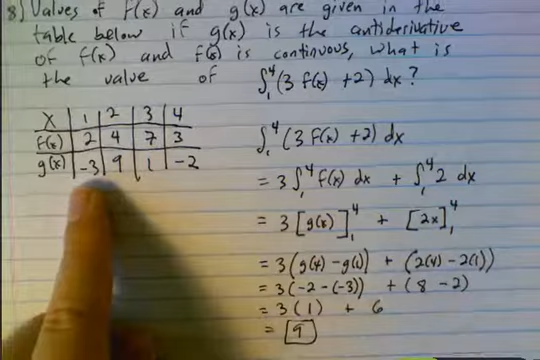 8) Values of f(x) and g(x) are given in the
table below if g(x) is the antiderivative
of f(x) and f(x) is continuous, what is
the value of ∫₁⁴ (3 f(x) + 2) dx?
X | 1 | 2 | 3 | 4
f(x) | 2 | 4 | 7 | 3
g(x) | -3 | 9 | 1 | -2
∫₁⁴ (3 f(x) + 2) dx
= 3 ∫₁⁴ f(x) dx + ∫₁⁴ 2 dx
= 3 [g(x)]₁⁴ + [2x]₁⁴
= 3 (g(4) - g(1)) + (2(4) - 2(1))
= 3 (-2 - (-3)) + (8 - 2)
= 3 (1) + 6
= 9